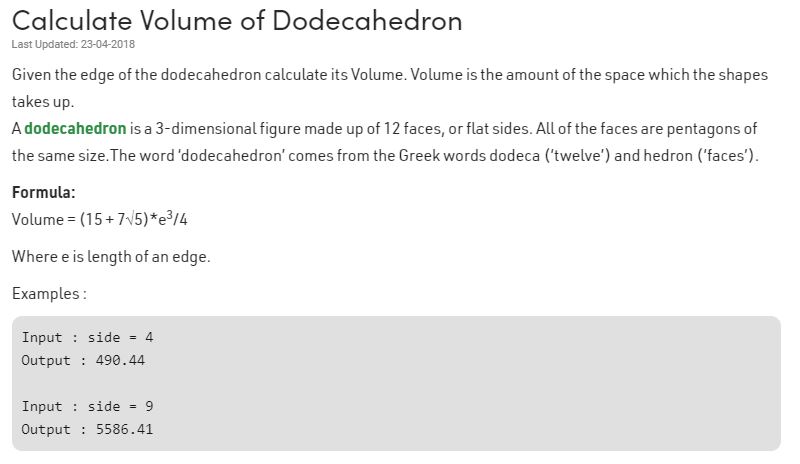 Calculate Volume of Dodecahedron
Last Updated: 23-04-2018
Given the edge of the dodecahedron calculate its Volume. Volume is the amount of the space which the shapes
takes up.
A dodecahedron is a 3-dimensional figure made up of 12 faces, or flat sides. All of the faces are pentagons of
the same size.The word ‘dodecahedron’ comes from the Greek words dodeca (‘twelve’) and hedron (‘faces’).
Formula:
Volume = (15 + 7√5)*e³/4
Where e is length of an edge.
Examples :
Input : side = 4
Output : 490.44
Input : side = 9
Output : 5586.41